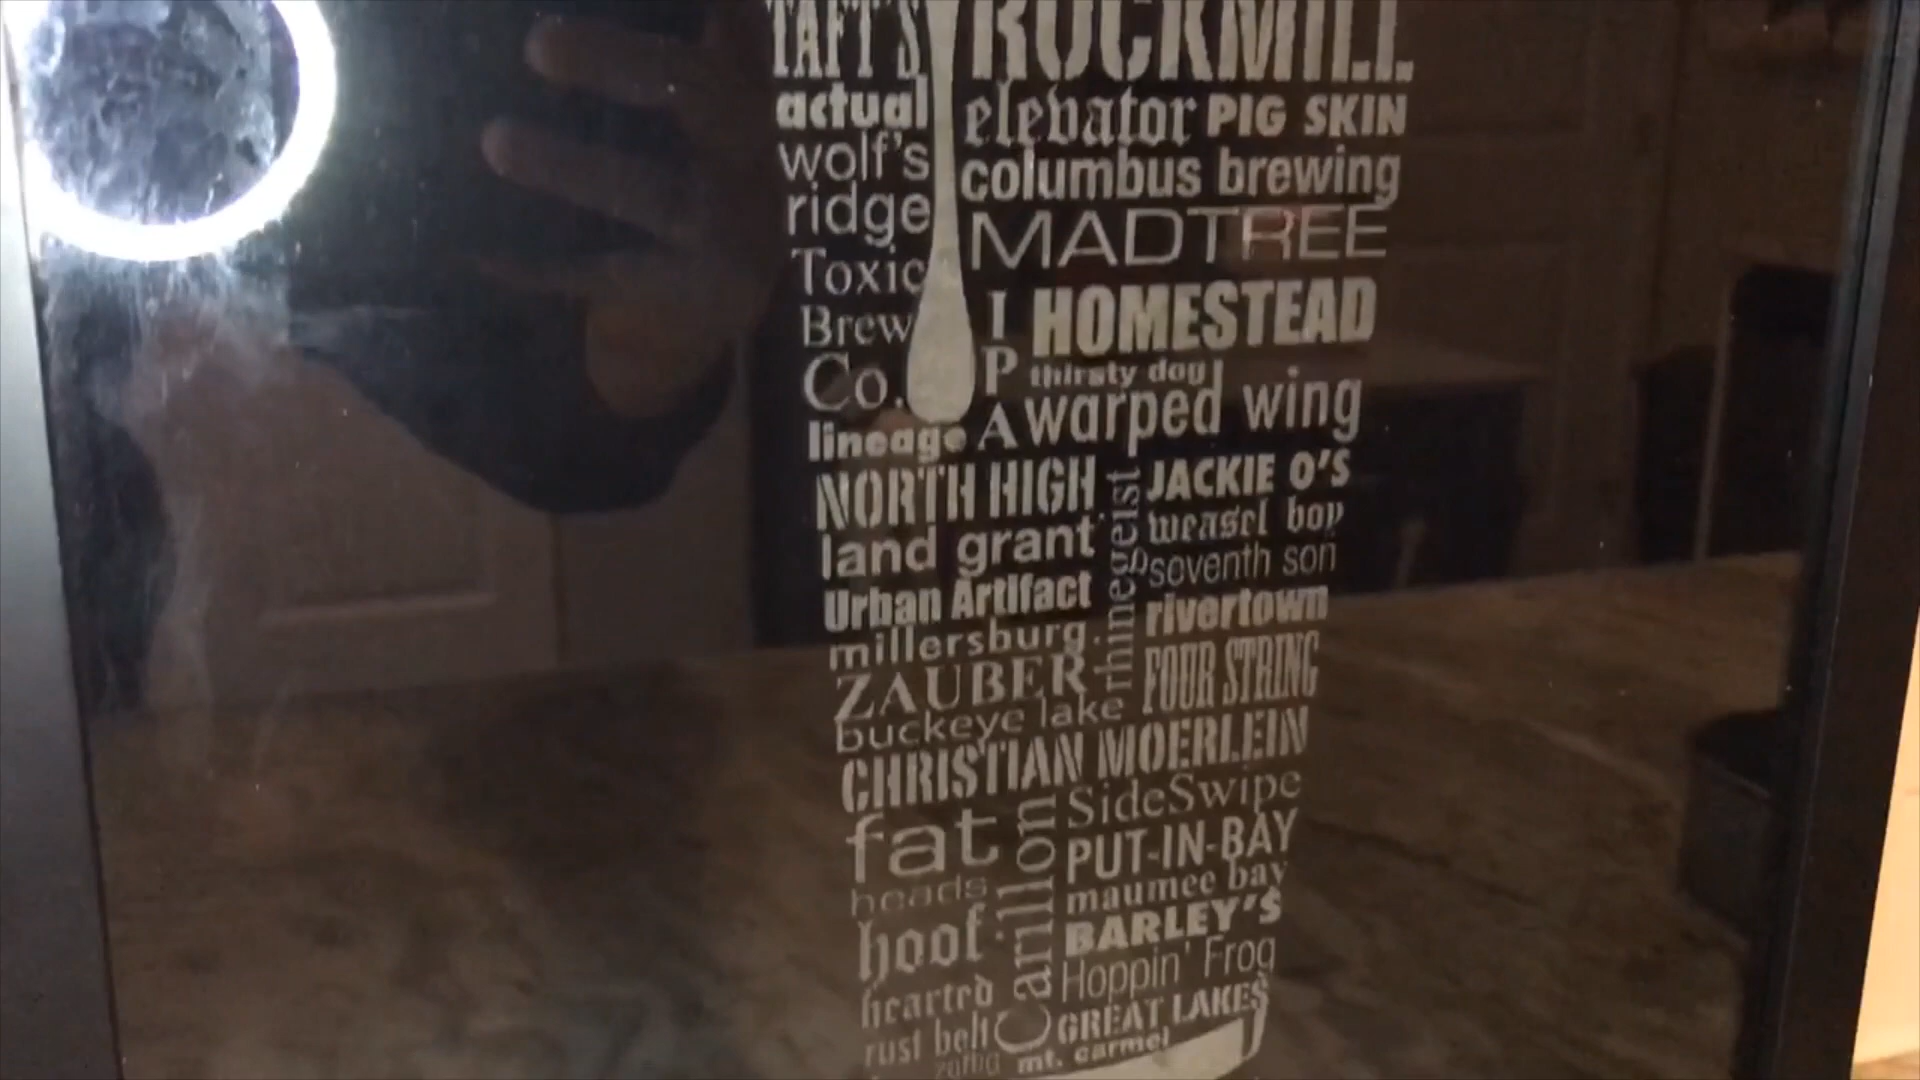 TAFT'S ROCKMILL
actual elevator PIG SKIN
wolf's columbus brewing
ridge MADTREE
Toxic
Brew I HOMESTEAD
Co. P thirsty dog
lineage A warped wing
NORTH HIGH JACKIE O'S
land grant weasel boy
rhinegeist seventh son
Urban Artifact rivertown
millersburg
ZAUBER FOUR STRING
buckeye lake
CHRISTIAN MOERLEIN
fat SideSwipe
heads PUT-IN-BAY
Carillon maumee bay
hoof BARLEY'S
hearted Hoppin' Frog
rust belt GREAT LAKES
zaftig mt. carmel